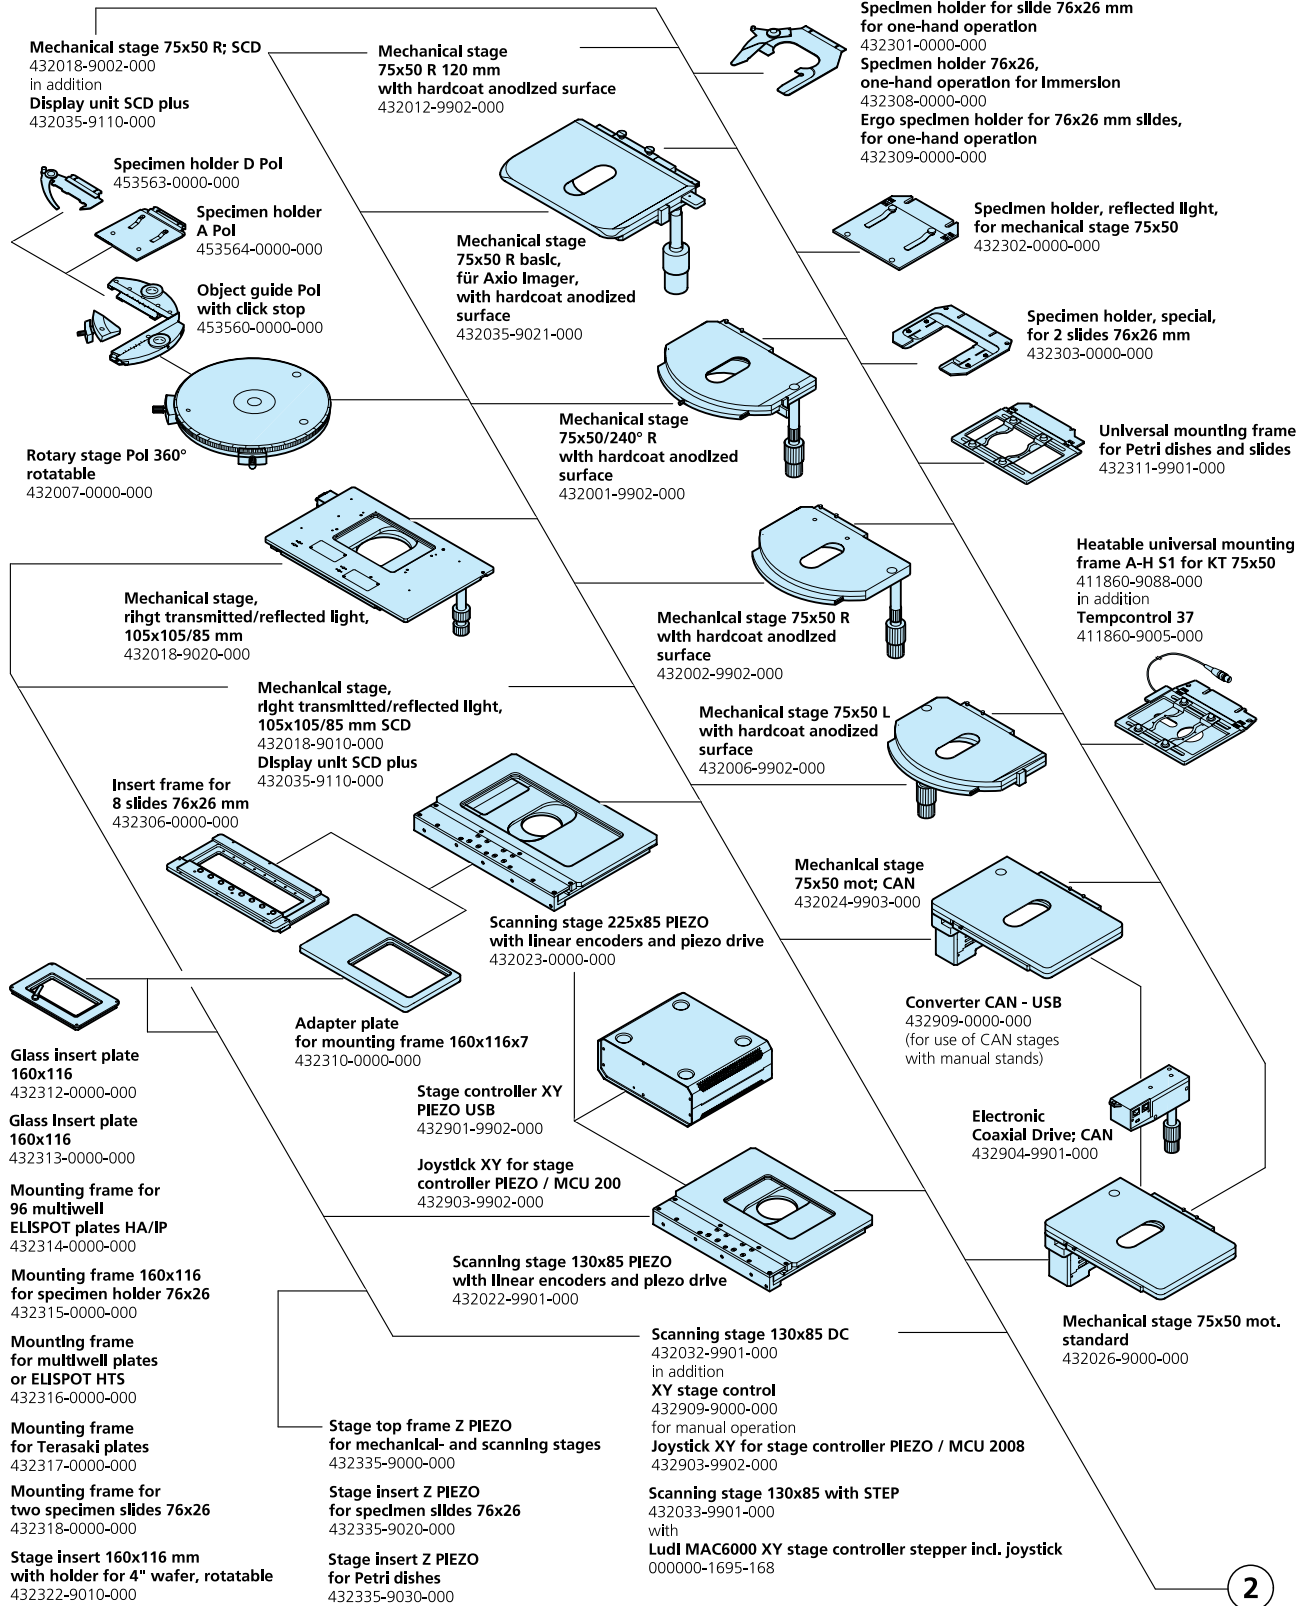 Mechanical stage 75x50 R; SCD
432018-9002-000
in addition
Display unit SCD plus
432035-9110-000
Mechanical stage
75x50 R 120 mm
with hardcoat anodized surface
432012-9902-000
Specimen holder for slide 76x26 mm
for one-hand operation
432301-0000-000
Specimen holder 76x26,
one-hand operation for Immersion
432308-0000-000
Ergo specimen holder for 76x26 mm slides,
for one-hand operation
432309-0000-000
Specimen holder D Pol
453563-0000-000
Specimen holder
A Pol
453564-0000-000
Object guide Pol
with click stop
453560-0000-000
Mechanical stage
75x50 R basic,
für Axio Imager,
with hardcoat anodized
surface
432035-9021-000
Specimen holder, reflected light,
for mechanical stage 75x50
432302-0000-000
Specimen holder, special,
for 2 slides 76x26 mm
432303-0000-000
Rotary stage Pol 360°
rotatable
432007-0000-000
Mechanical stage
75x50/240° R
with hardcoat anodized
surface
432001-9902-000
Universal mounting frame
for Petri dishes and slides
432311-9901-000
Mechanical stage,
rihgt transmitted/reflected light,
105x105/85 mm
432018-9020-000
Mechanical stage 75x50 R
with hardcoat anodized
surface
432002-9902-000
Heatable universal mounting
frame A-H S1 for KT 75x50
411860-9088-000
in addition
Tempcontrol 37
411860-9005-000
Mechanical stage,
right transmitted/reflected light,
105x105/85 mm SCD
432018-9010-000
Display unit SCD plus
432035-9110-000
Mechanical stage 75x50 L
with hardcoat anodized
surface
432006-9902-000
Insert frame for
8 slides 76x26 mm
432306-0000-000
Scanning stage 225x85 PIEZO
with linear encoders and piezo drive
432023-0000-000
Mechanical stage
75x50 mot; CAN
432024-9903-000
Adapter plate
for mounting frame 160x116x7
432310-0000-000
Converter CAN - USB
432909-0000-000
(for use of CAN stages
with manual stands)
Stage controller XY
PIEZO USB
432901-9902-000
Joystick XY for stage
controller PIEZO / MCU 200
432903-9902-000
Electronic
Coaxial Drive; CAN
432904-9901-000
Scanning stage 130x85 PIEZO
with linear encoders and piezo drive
432022-9901-000
Mechanical stage 75x50 mot.
standard
432026-9000-000
Glass insert plate
160x116
432312-0000-000
Glass Insert plate
160x116
432313-0000-000
Mounting frame for
96 multiwell
ELISPOT plates HA/IP
432314-0000-000
Mounting frame 160x116
for specimen holder 76x26
432315-0000-000
Mounting frame
for multiwell plates
or ELISPOT HTS
432316-0000-000
Mounting frame
for Terasaki plates
432317-0000-000
Mounting frame for
two specimen slides 76x26
432318-0000-000
Stage insert 160x116 mm
with holder for 4" wafer, rotatable
432322-9010-000
Stage top frame Z PIEZO
for mechanical- and scanning stages
432335-9000-000
Stage insert Z PIEZO
for specimen slides 76x26
432335-9020-000
Stage insert Z PIEZO
for Petri dishes
432335-9030-000
Scanning stage 130x85 DC
432032-9901-000
in addition
XY stage control
432909-9000-000
for manual operation
Joystick XY for stage controller PIEZO / MCU 2008
432903-9902-000
Scanning stage 130x85 with STEP
432033-9901-000
with
Ludl MAC6000 XY stage controller stepper incl. joystick
000000-1695-168
2